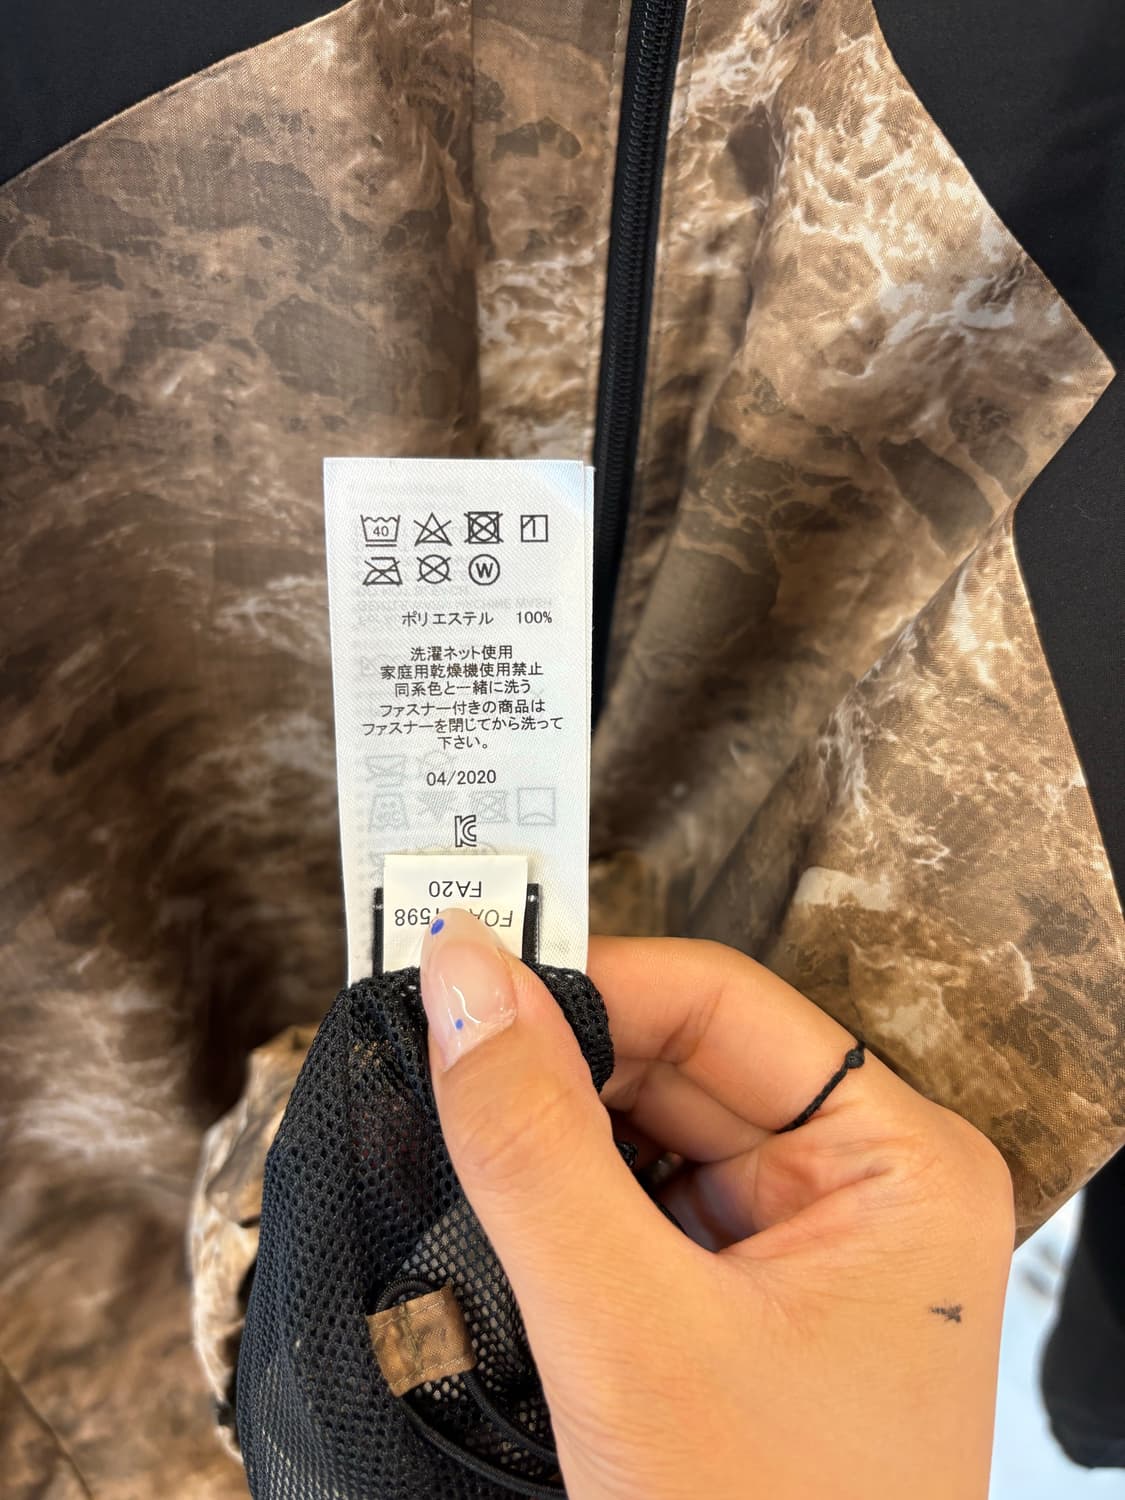 40
W
ポリエステル 100%
洗濯ネット使用
家庭用乾燥機使用禁止
同系色と一緒に洗う
ファスナー付きの商品は
ファスナーを閉じてから洗って
下さい。
04/2020
FA20